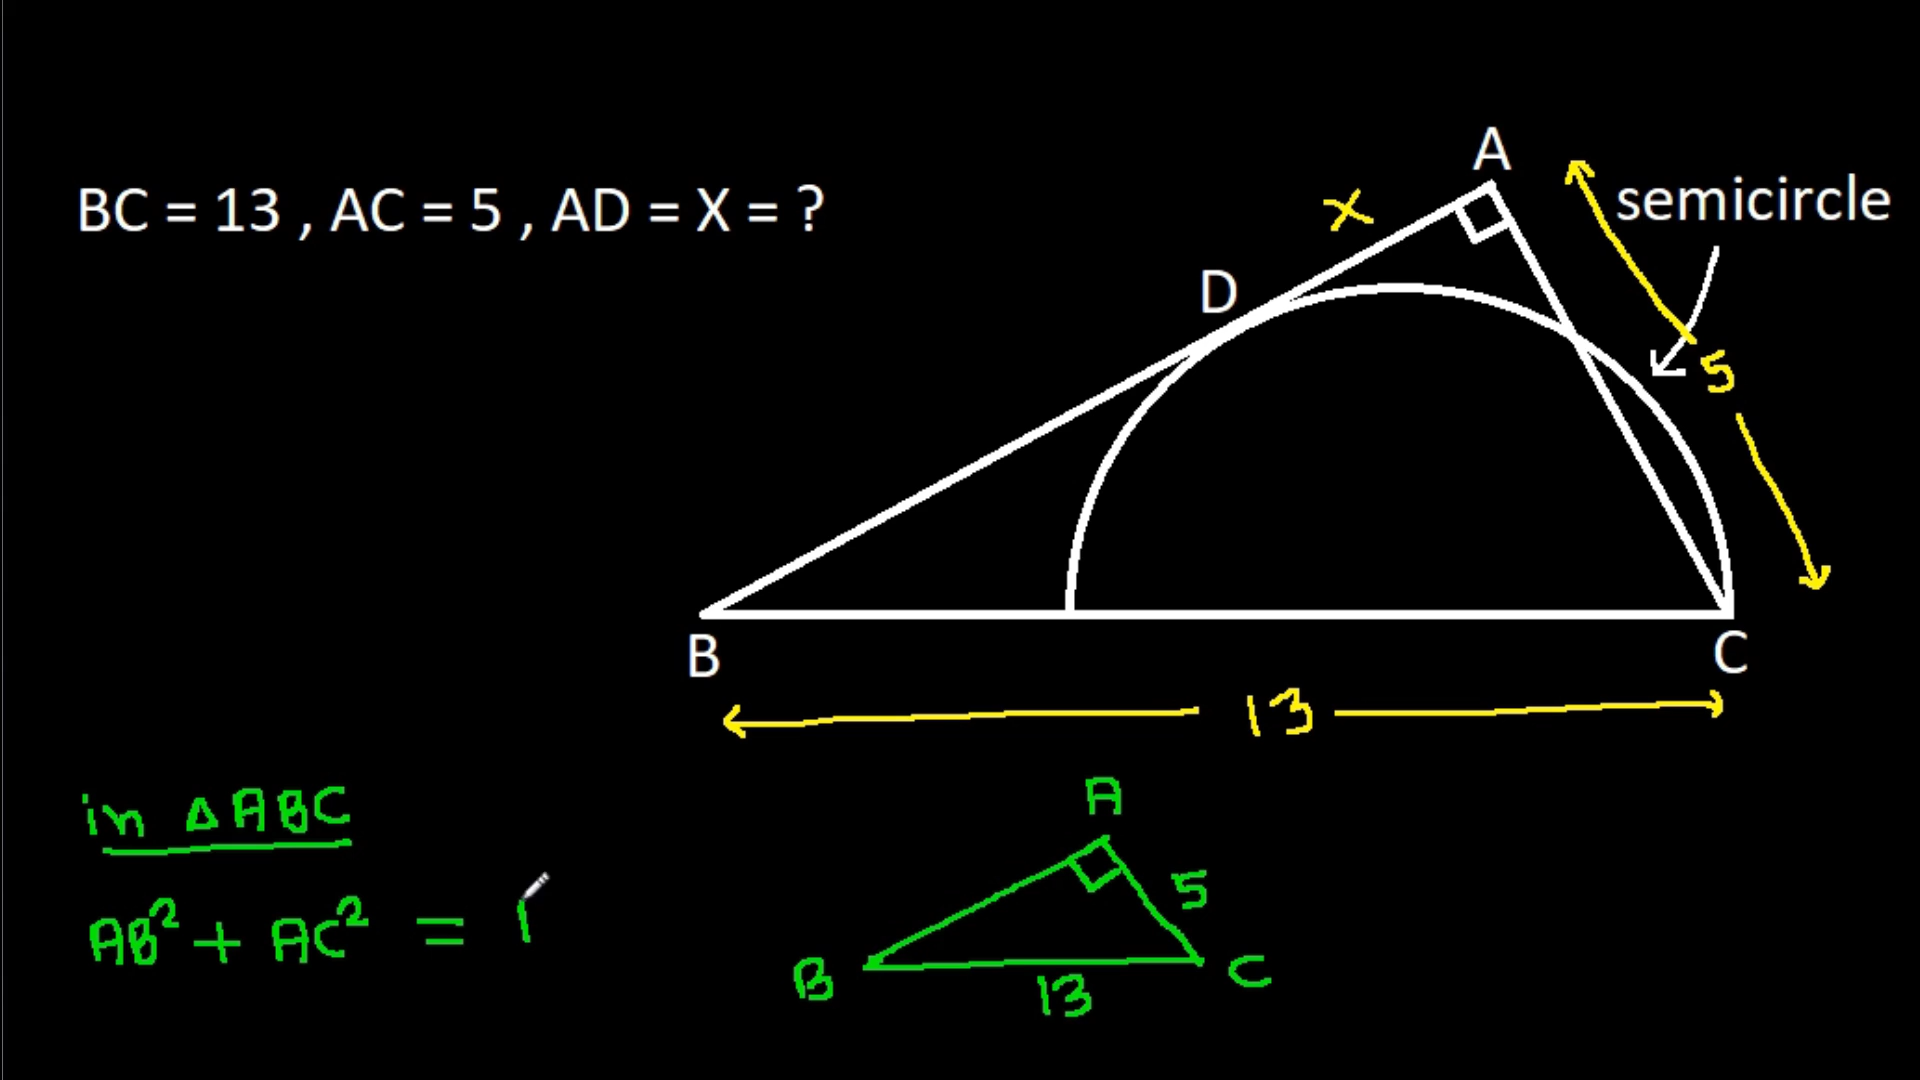 BC = 13 , AC = 5 , AD = X = ?
A
semicircle
x
D
5
B
C
13
in ΔABC
A
AB² + AC² =
5
B
C
13